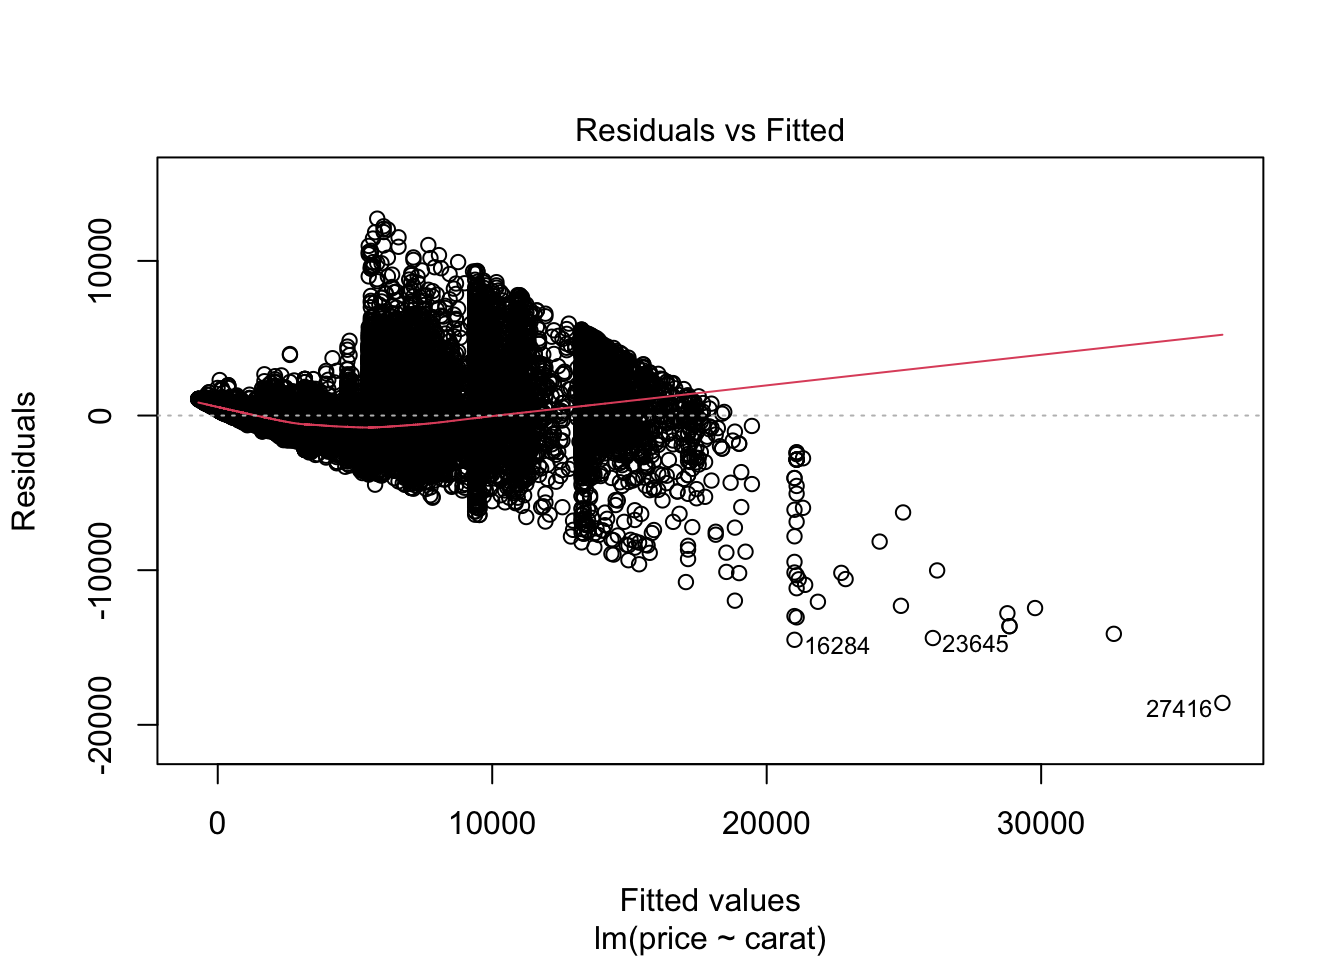 Residuals vs Fitted
Residuals
10000
0
-10000
-20000
16284
23645
27416
0
10000
20000
30000
Fitted values
lm(price ~ carat)